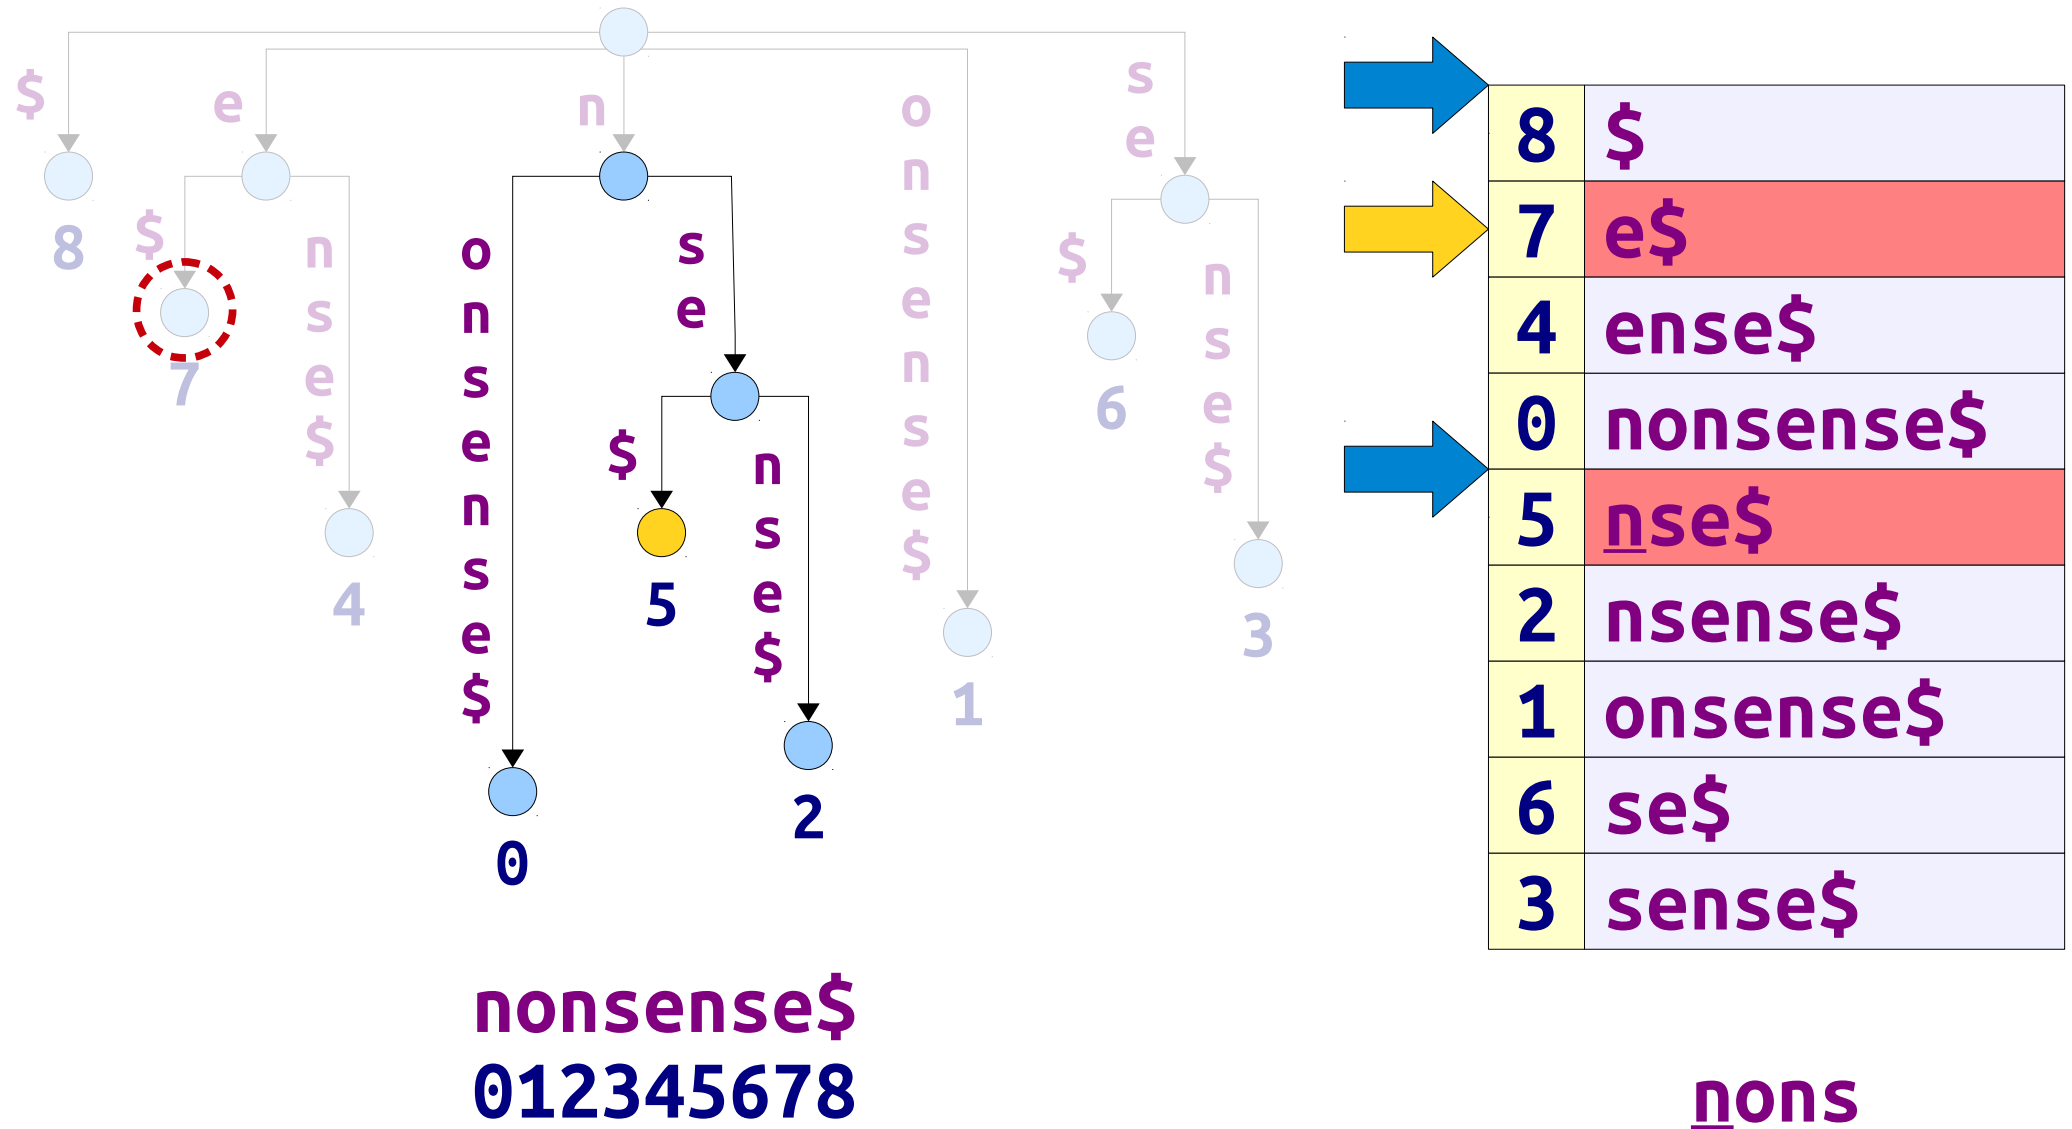 $
e
n
o
n
s
e
n
s
e
$
s
e
8
$
7
n
s
e
$
4
o
n
s
e
n
s
e
$
0
s
e
$
5
n
s
e
$
2
1
$
6
n
s
e
$
3
8 $
7 e$
4 ense$
0 nonsense$
5 nse$
2 nsense$
1 onsense$
6 se$
3 sense$
nonsense$
012345678
nons